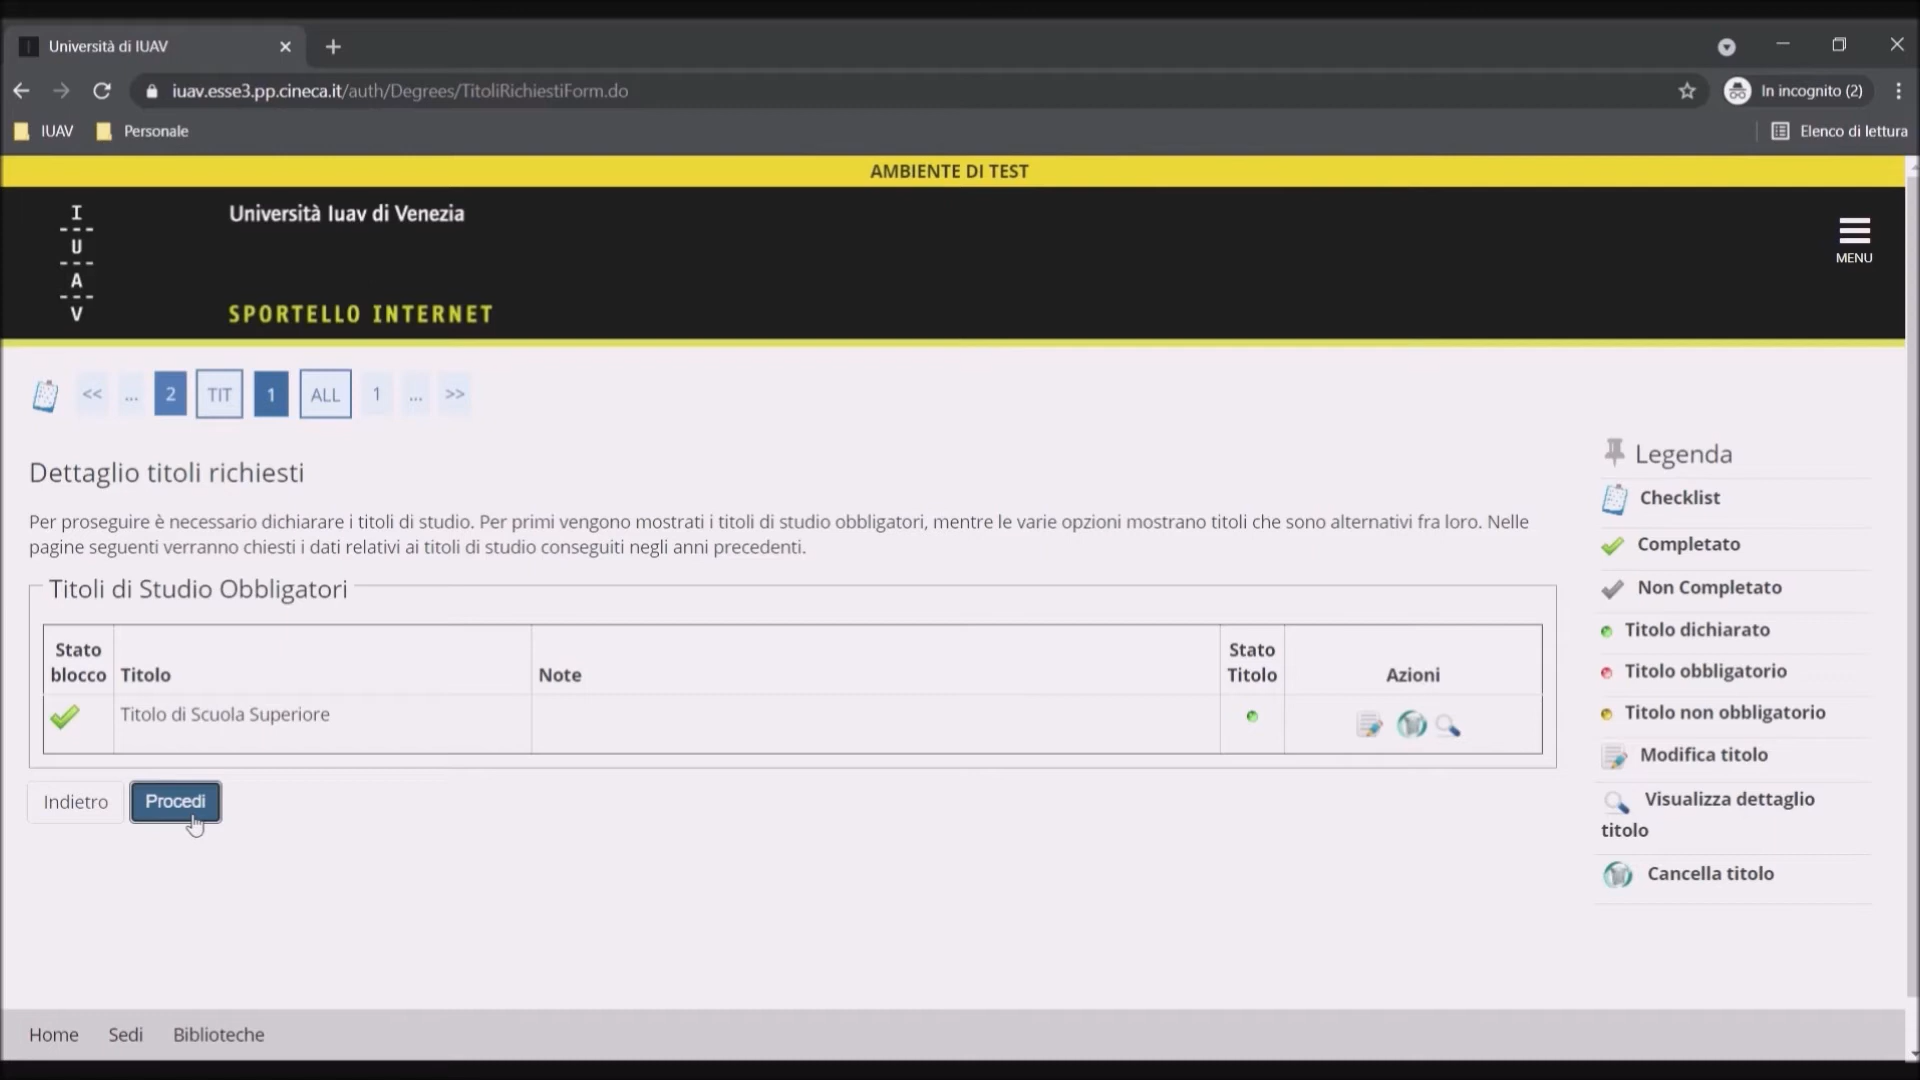 Università di IUAV
iuav.esse3.pp.cineca.it/auth/Degrees/TitoliRichiestiForm.do
In incognito (2)
IUAV
Personale
Elenco di lettura
AMBIENTE DI TEST
I
U
A
V
Università Iuav di Venezia
SPORTELLO INTERNET
MENU
<< ... 2 TIT 1 ALL 1 ... >>
Dettaglio titoli richiesti
Per proseguire è necessario dichiarare i titoli di studio. Per primi vengono mostrati i titoli di studio obbligatori, mentre le varie opzioni mostrano titoli che sono alternativi fra loro. Nelle
pagine seguenti verranno chiesti i dati relativi ai titoli di studio conseguiti negli anni precedenti.
Titoli di Studio Obbligatori
Stato
blocco
Titolo
Note
Stato
Titolo
Azioni
Titolo di Scuola Superiore
Indietro
Procedi
Legenda
Checklist
Completato
Non Completato
Titolo dichiarato
Titolo obbligatorio
Titolo non obbligatorio
Modifica titolo
Visualizza dettaglio
titolo
Cancella titolo
Home
Sedi
Biblioteche